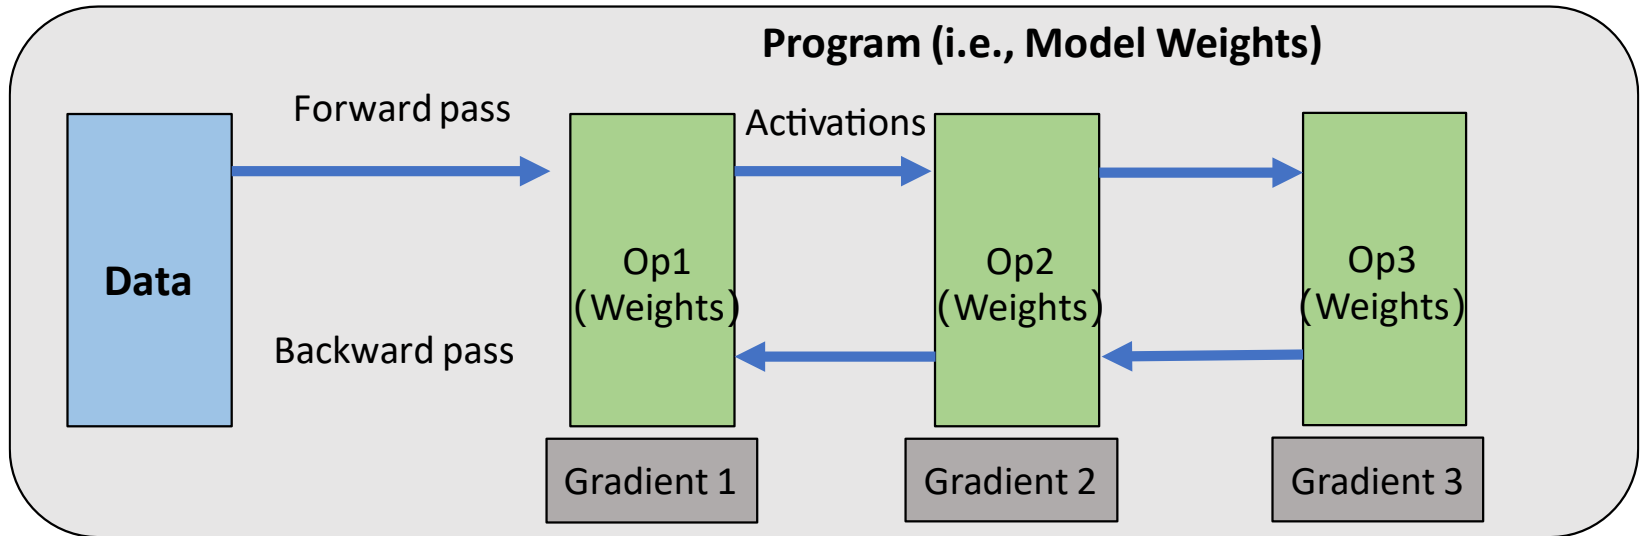 Program (i.e., Model Weights)
Forward pass
Activations
Data
Op1
(Weights)
Op2
(Weights)
Op3
(Weights)
Backward pass
Gradient 1
Gradient 2
Gradient 3